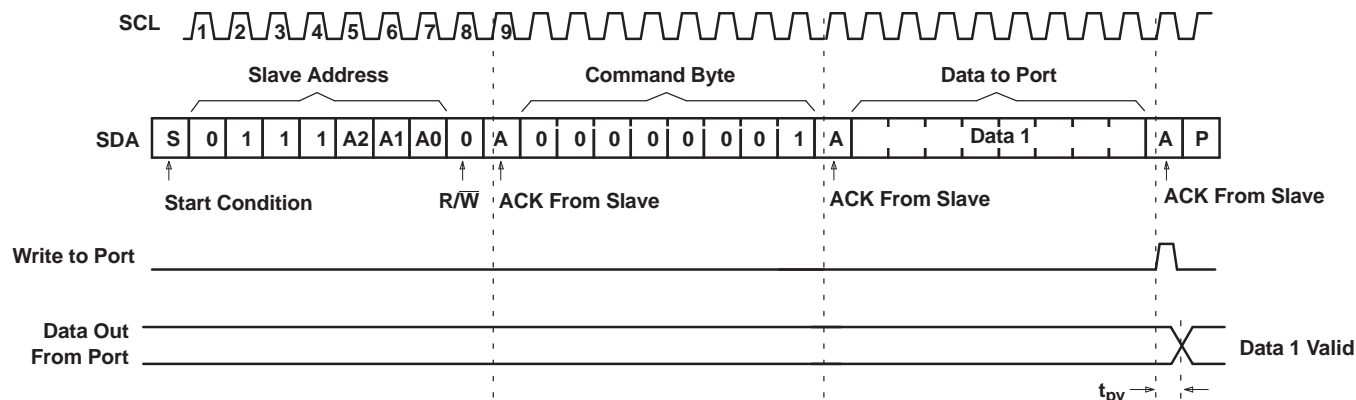 SCL 1 2 3 4 5 6 7 8 9
Slave Address Command Byte Data to Port
SDA S 0 1 1 1 A2 A1 A0 0 A 0 0 0 0 0 0 0 1 A Data 1 A P
Start Condition R/W ACK From Slave ACK From Slave ACK From Slave
Write to Port
Data Out
From Port
Data 1 Valid
tpv